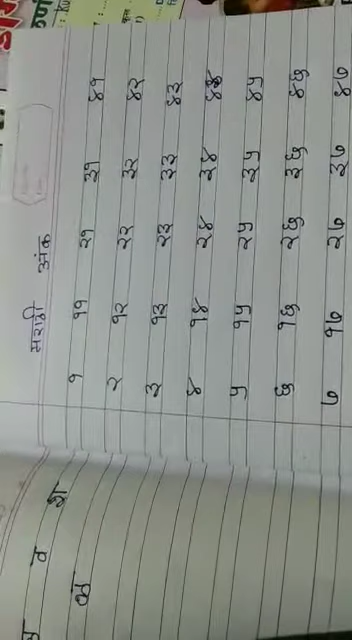 मराठी अंक
१ ११ २१ ३१ ४१
२ १२ २२ ३२ ४२
३ १३ २३ ३३ ४३
४ १४ २४ ३४ ४४
५ १५ २५ ३५ ४५
६ १६ २६ ३६ ४६
७ १७ २७ ३७ ४७
व श